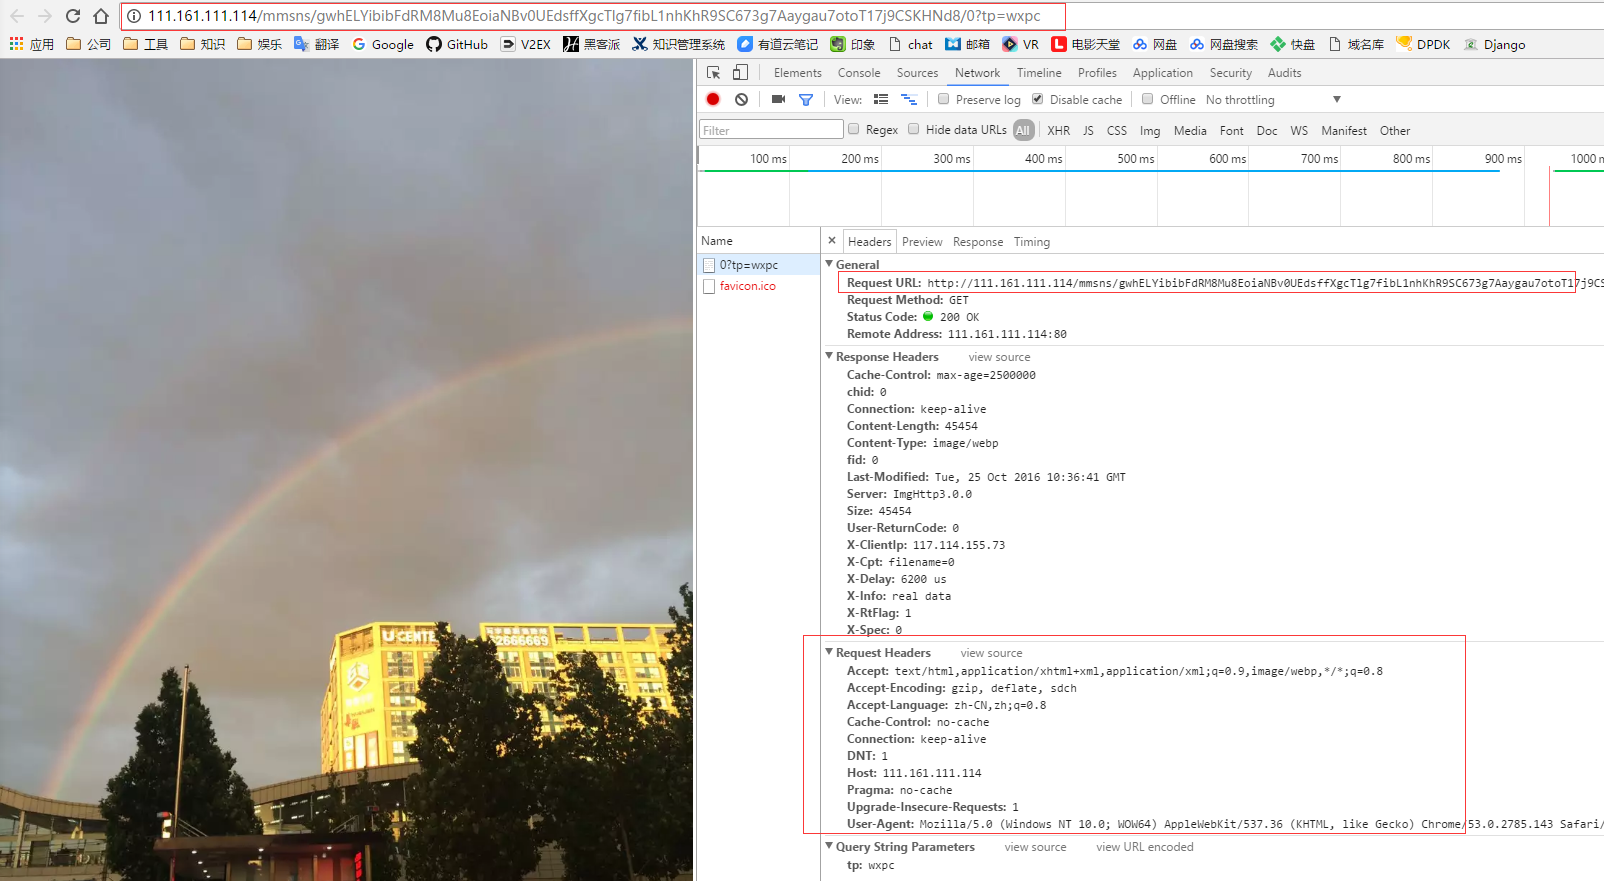 111.161.111.114/mmsns/gwhELYibibFdRM8Mu8EoiaNBv0UEdsffXgcTlg7fibL1nhKhR9SC673g7Aaygau7otoT17j9CSKHNd8/0?tp=wxpc
应用 公司 工具 知识 娱乐 翻译 Google GitHub V2EX 黑客派 知识管理系统 有道云笔记 印象 chat 邮箱 VR 电影天堂 网盘 网盘搜索 快盘 域名库 DPDK Django
Elements Console Sources Network Timeline Profiles Application Security Audits
View: Preserve log Disable cache Offline No throttling
Filter Regex Hide data URLs All XHR JS CSS Img Media Font Doc WS Manifest Other
100 ms 200 ms 300 ms 400 ms 500 ms 600 ms 700 ms 800 ms 900 ms 1000 m
Name
0?tp=wxpc
favicon.ico
× Headers Preview Response Timing
General
Request URL: http://111.161.111.114/mmsns/gwhELYibibFdRM8Mu8EoiaNBv0UEdsffXgcTlg7fibL1nhKhR9SC673g7Aaygau7otoT17j9CS
Request Method: GET
Status Code: 200 OK
Remote Address: 111.161.111.114:80
Response Headers view source
Cache-Control: max-age=2500000
chid: 0
Connection: keep-alive
Content-Length: 45454
Content-Type: image/webp
fid: 0
Last-Modified: Tue, 25 Oct 2016 10:36:41 GMT
Server: ImgHttp3.0.0
Size: 45454
User-ReturnCode: 0
X-ClientIp: 117.114.155.73
X-Cpt: filename=0
X-Delay: 6200 us
X-Info: real data
X-RtFlag: 1
X-Spec: 0
Request Headers view source
Accept: text/html,application/xhtml+xml,application/xml;q=0.9,image/webp,*/*;q=0.8
Accept-Encoding: gzip, deflate, sdch
Accept-Language: zh-CN,zh;q=0.8
Cache-Control: no-cache
Connection: keep-alive
DNT: 1
Host: 111.161.111.114
Pragma: no-cache
Upgrade-Insecure-Requests: 1
User-Agent: Mozilla/5.0 (Windows NT 10.0; WOW64) AppleWebKit/537.36 (KHTML, like Gecko) Chrome/53.0.2785.143 Safari/
Query String Parameters view source view URL encoded
tp: wxpc
U-CENTE
2666669